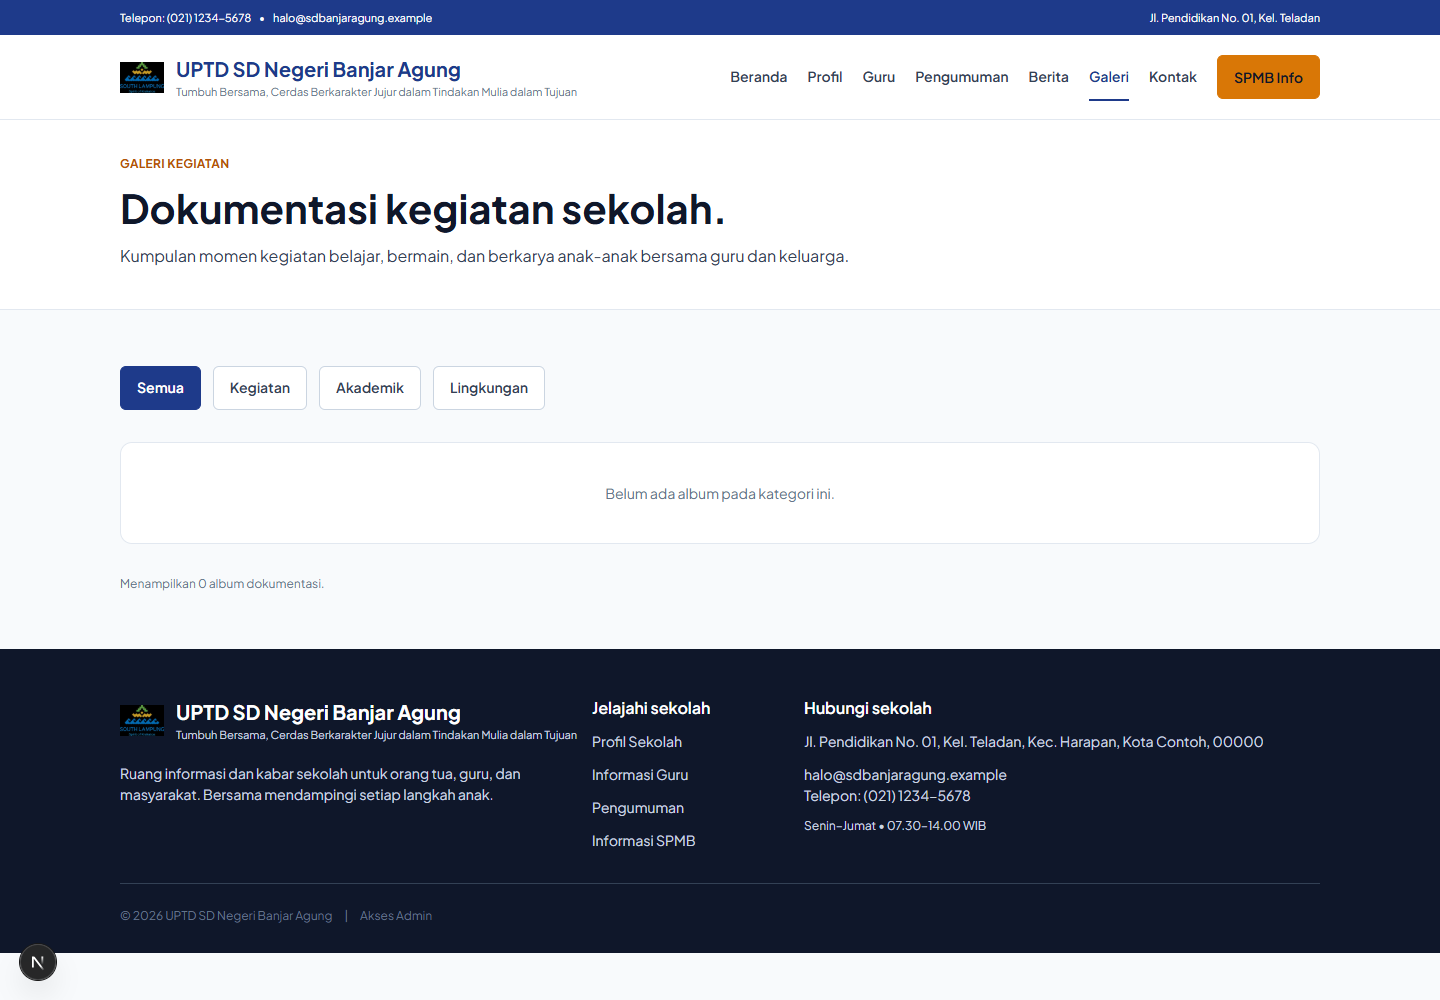 Telepon: (021) 1234-5678 • halo@sdbanjaragung.example
Jl. Pendidikan No. 01, Kel. Teladan
UPTD SD Negeri Banjar Agung
Tumbuh Bersama, Cerdas Berkarakter Jujur dalam Tindakan Mulia dalam Tujuan
Beranda Profil Guru Pengumuman Berita Galeri Kontak SPMB Info
GALERI KEGIATAN
Dokumentasi kegiatan sekolah.
Kumpulan momen kegiatan belajar, bermain, dan berkarya anak-anak bersama guru dan keluarga.
Semua Kegiatan Akademik Lingkungan
Belum ada album pada kategori ini.
Menampilkan 0 album dokumentasi.
UPTD SD Negeri Banjar Agung
Tumbuh Bersama, Cerdas Berkarakter Jujur dalam Tindakan Mulia dalam Tujuan
Ruang informasi dan kabar sekolah untuk orang tua, guru, dan
masyarakat. Bersama mendampingi setiap langkah anak.
Jelajahi sekolah
Profil Sekolah
Informasi Guru
Pengumuman
Informasi SPMB
Hubungi sekolah
Jl. Pendidikan No. 01, Kel. Teladan, Kec. Harapan, Kota Contoh, 00000
halo@sdbanjaragung.example
Telepon: (021) 1234-5678
Senin–Jumat • 07.30–14.00 WIB
© 2026 UPTD SD Negeri Banjar Agung | Akses Admin
N